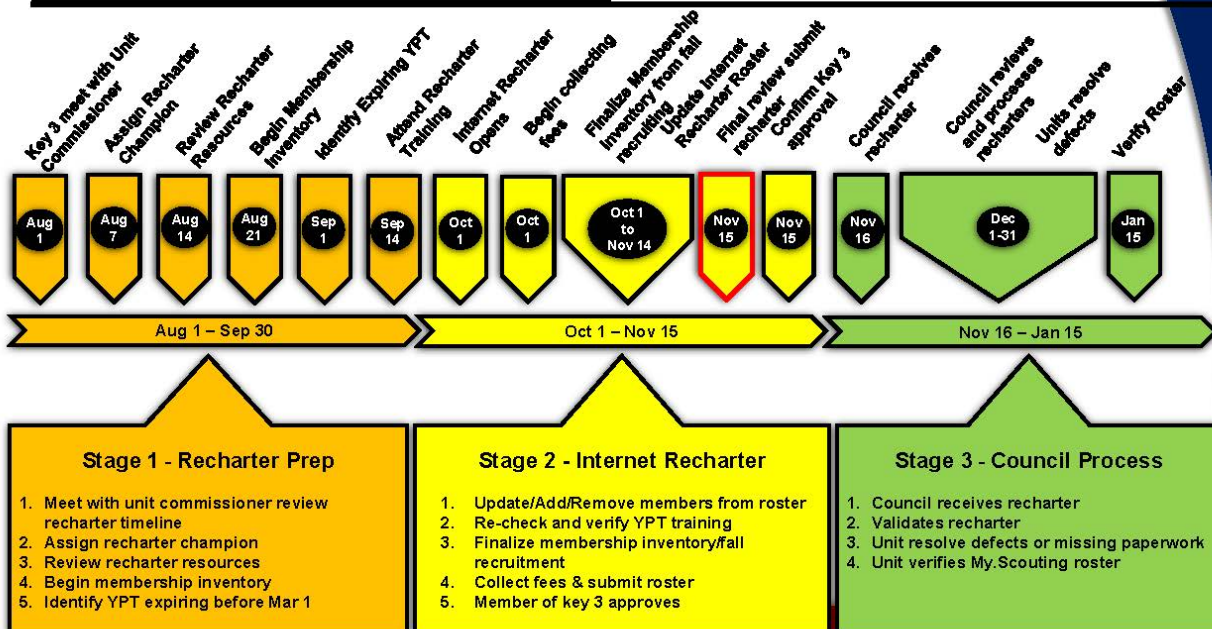 Key 3 meet with Unit
Commissioner
Assign Recharter
Champion
Review Recharter
Resources
Begin Membership
Inventory
Identify Expiring YPT
Attend Recharter
Training
Internet Recharter
Opens
Begin collecting
fees
Finalize Membership
Inventory from fall
recruiting
Update Internet
Recharter Roster
Final review submit
recharter
Confirm Key 3
approval
Council receives
recharter
Council reviews
and processes
recharters
Units resolve
defects
Verify Roster
Aug
1
Aug
7
Aug
14
Aug
21
Sep
1
Sep
14
Oct
1
Oct
1
Oct 1
to
Nov 14
Nov
15
Nov
15
Nov
16
Dec
1-31
Jan
15
Aug 1 – Sep 30
Oct 1 – Nov 15
Nov 16 – Jan 15
Stage 1 - Recharter Prep
1. Meet with unit commissioner review
recharter timeline
2. Assign recharter champion
3. Review recharter resources
4. Begin membership inventory
5. Identify YPT expiring before Mar 1
Stage 2 - Internet Recharter
1. Update/Add/Remove members from roster
2. Re-check and verify YPT training
3. Finalize membership inventory/fall
recruitment
4. Collect fees & submit roster
5. Member of key 3 approves
Stage 3 - Council Process
1. Council receives recharter
2. Validates recharter
3. Unit resolve defects or missing paperwork
4. Unit verifies My.Scouting roster